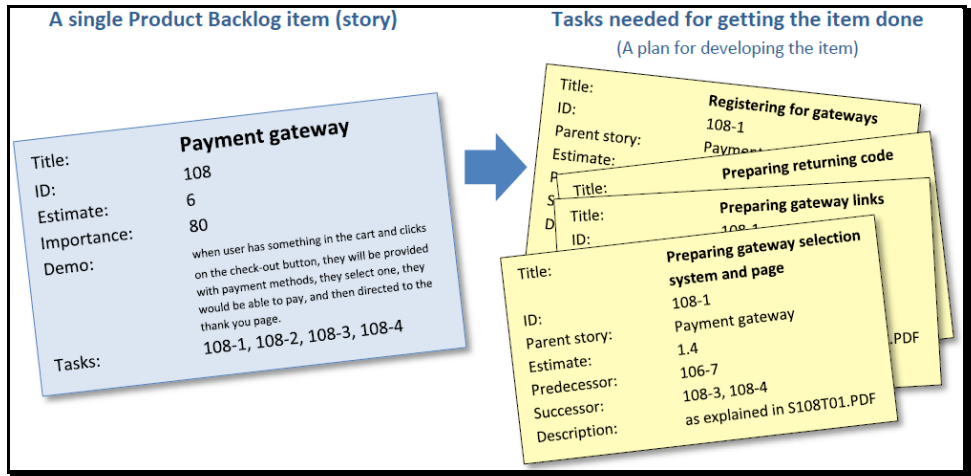 A single Product Backlog item (story)
Tasks needed for getting the item done
(A plan for developing the item)
Title: Payment gateway
ID: 108
Estimate: 6
Importance: 80
Demo: when user has something in the cart and clicks
on the check-out button, they will be provided
with payment methods, they select one, they
would be able to pay, and then directed to the
thank you page.
Tasks: 108-1, 108-2, 108-3, 108-4
Title: Registering for gateways
ID: 108-1
Parent story: Payment
Estimate:
Title: Preparing returning code
Title: Preparing gateway links
ID: 108-1
.PDF
Title: Preparing gateway selection
system and page
ID: 108-1
Parent story: Payment gateway
Estimate: 1.4
Predecessor: 106-7
Successor: 108-3, 108-4
Description: as explained in S108T01.PDF